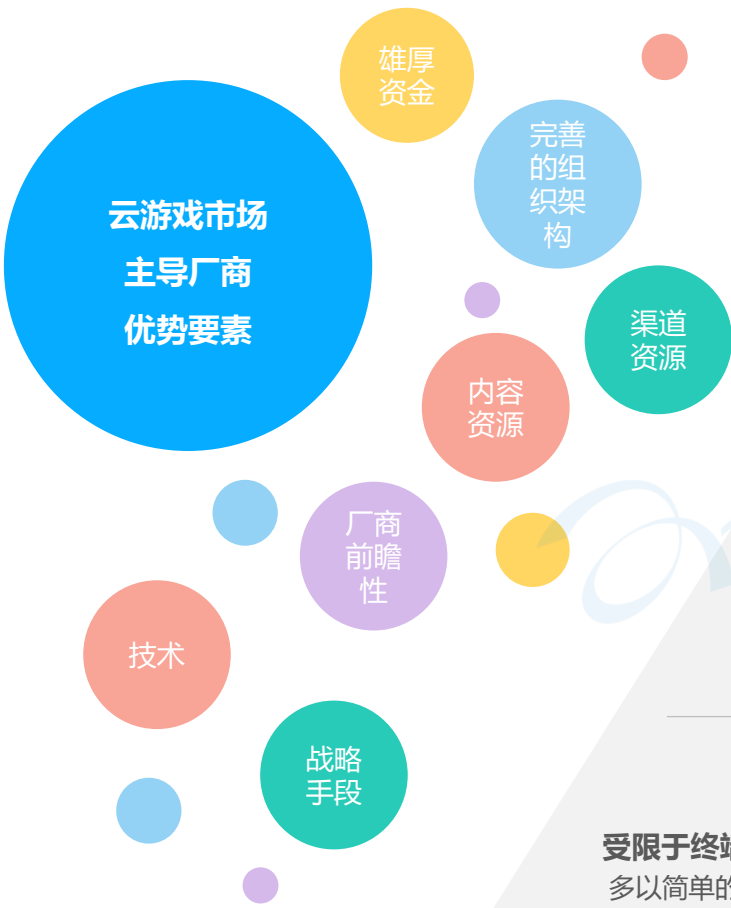 雄厚
资金
完善
的组
织架
构
云游戏市场
主导厂商
优势要素
渠道
资源
内容
资源
厂商
前瞻
性
技术
战略
手段
受限于终
多以简单的